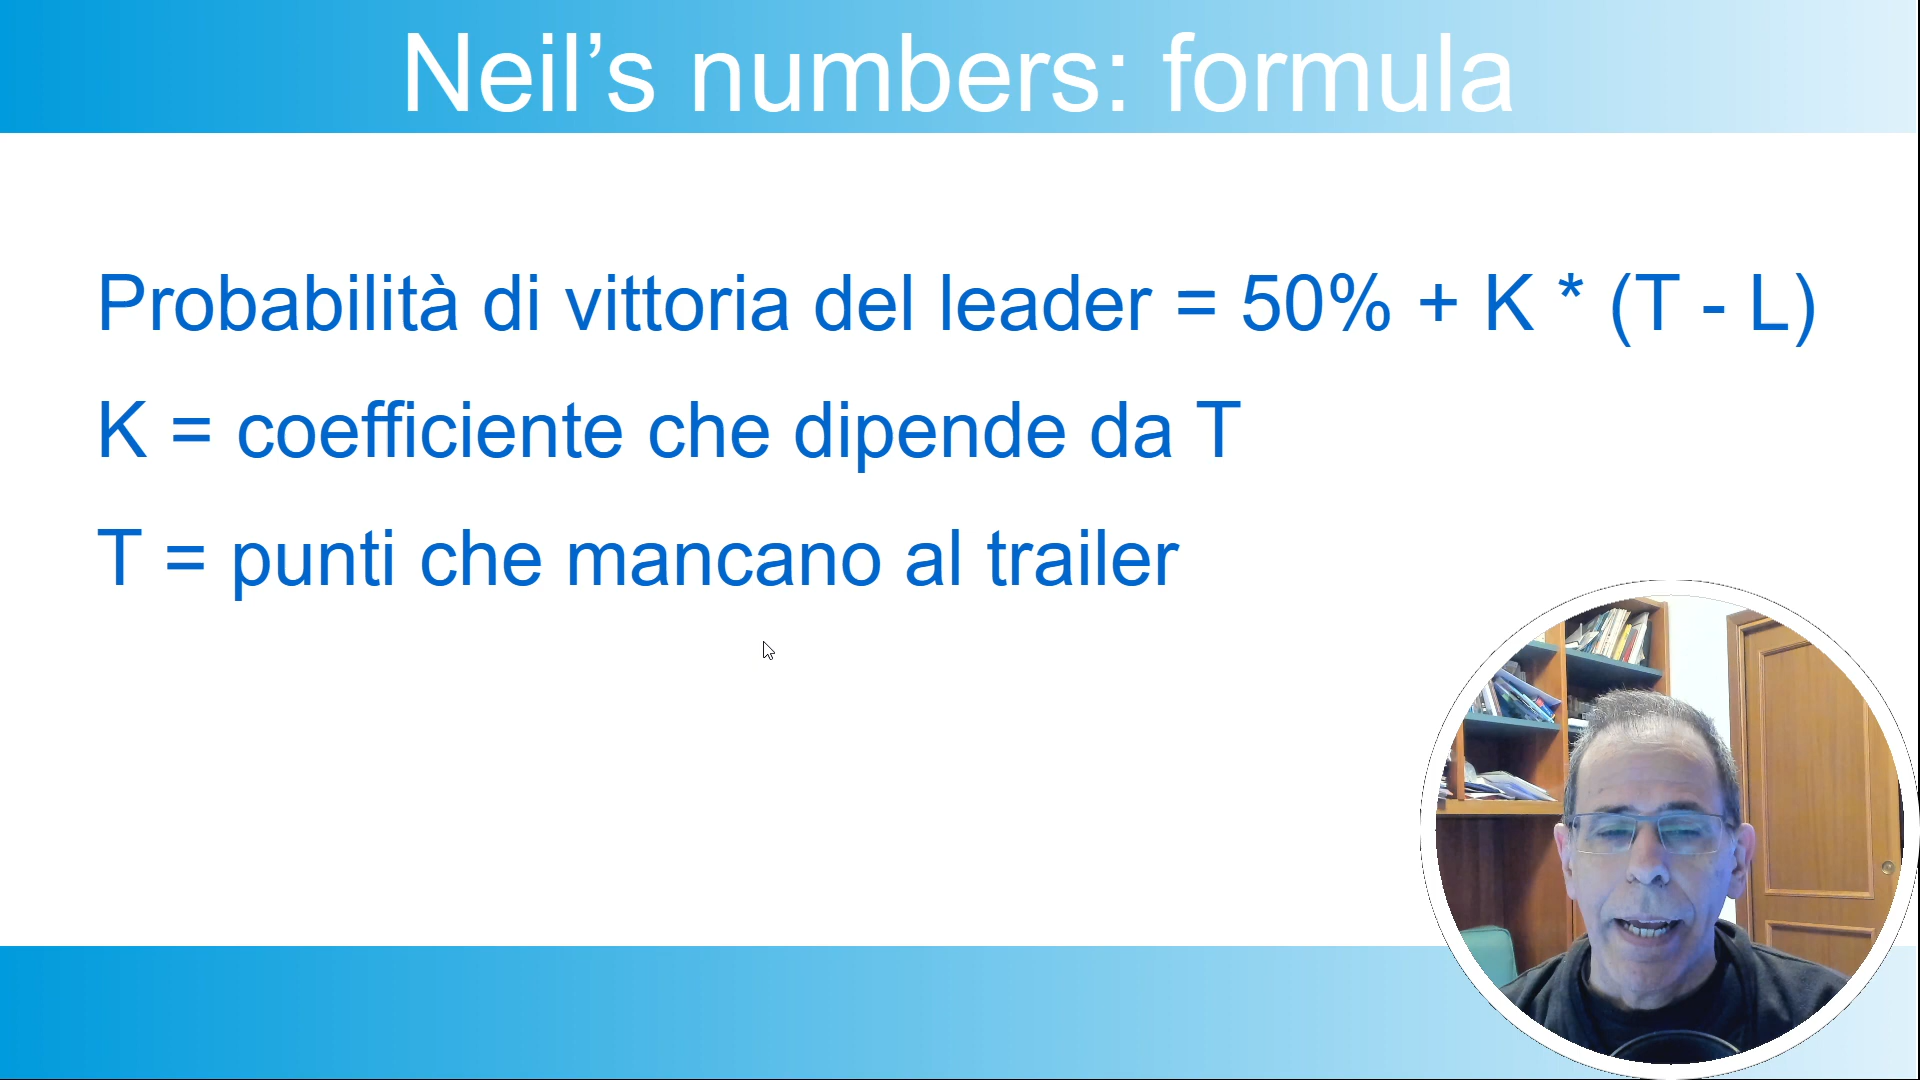 Neil’s numbers: formula
Probabilità di vittoria del leader = 50% + K * (T - L)
K = coefficiente che dipende da T
T = punti che mancano al trailer